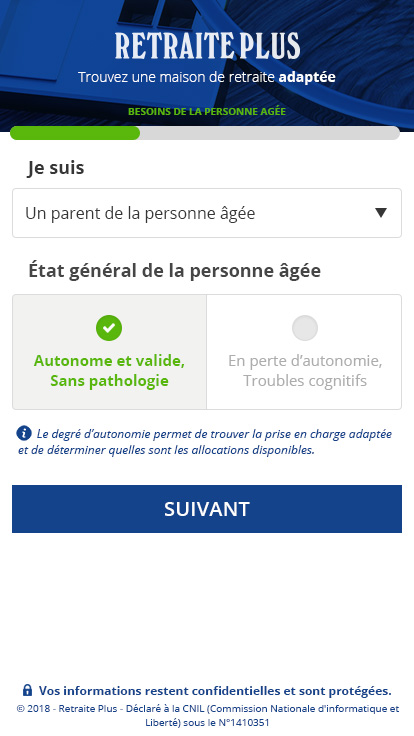 RETRAITE PLUS
Trouvez une maison de retraite adaptée
BESOINS DE LA PERSONNE AGÉE
Je suis
Un parent de la personne âgée
État général de la personne âgée
Autonome et valide,
Sans pathologie
En perte d'autonomie,
Troubles cognitifs
Le degré d'autonomie permet de trouver la prise en charge adaptée
et de déterminer quelles sont les allocations disponibles.
SUIVANT
Vos informations restent confidentielles et sont protégées.
© 2018 - Retraite Plus - Déclaré à la CNIL (Commission Nationale d'informatique et
Liberté) sous le N°1410351